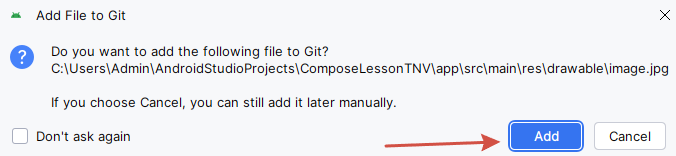 Add File to Git
Do you want to add the following file to Git?
C:\Users\Admin\AndroidStudioProjects\ComposeLessonTNV\app\src\main\res\drawable\image.jpg
If you choose Cancel, you can still add it later manually.
Don't ask again
Add
Cancel